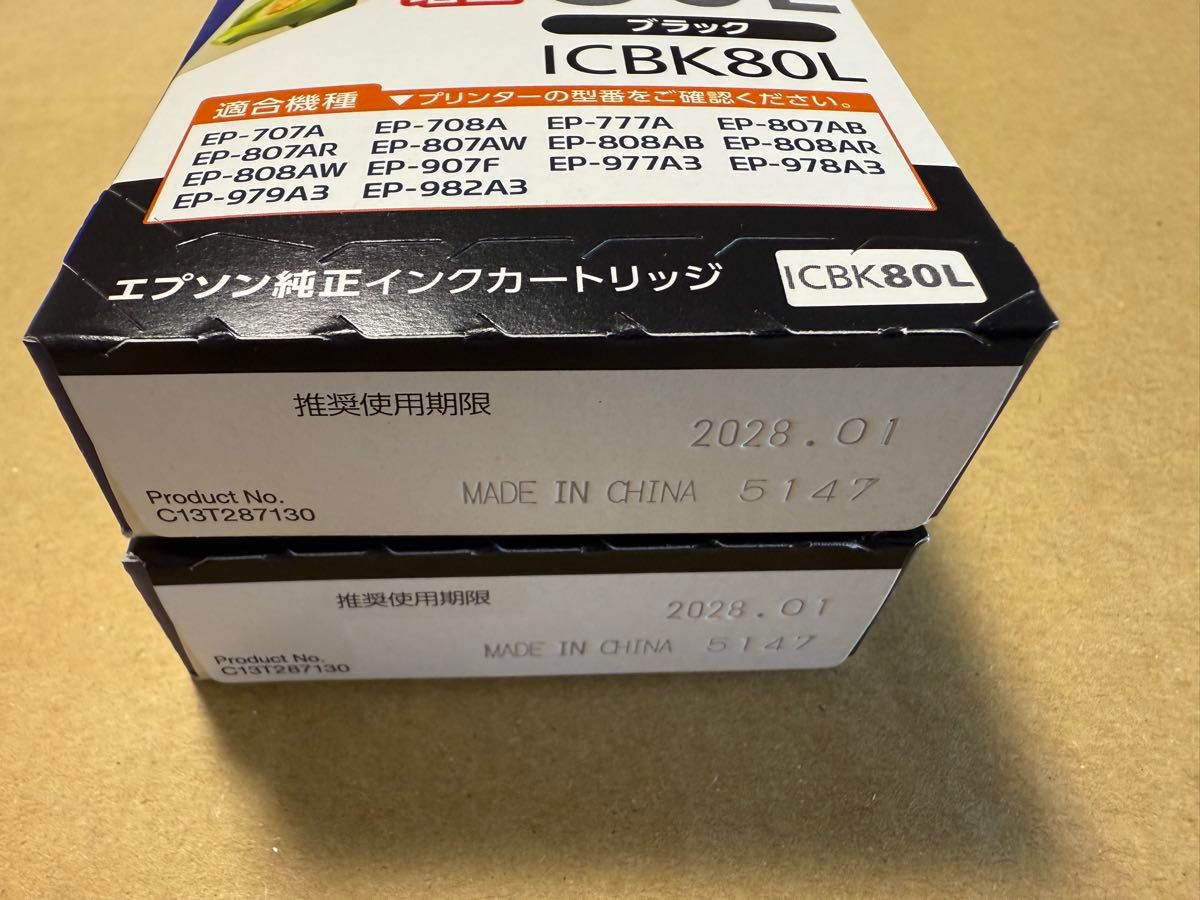 ブラック
ICBK80L
適合機種 ▼プリンターの型番をご確認ください。
EP-707A EP-708A EP-777A EP-807AB
EP-807AR EP-807AW EP-808AB EP-808AR
EP-808AW EP-907F EP-977A3 EP-978A3
EP-979A3 EP-982A3
エプソン純正インクカートリッジ ICBK80L
推奨使用期限
2028.01
Product No.
C13T287130
MADE IN CHINA 5147
推奨使用期限
2028.01
Product No.
C13T287130
MADE IN CHINA 5147